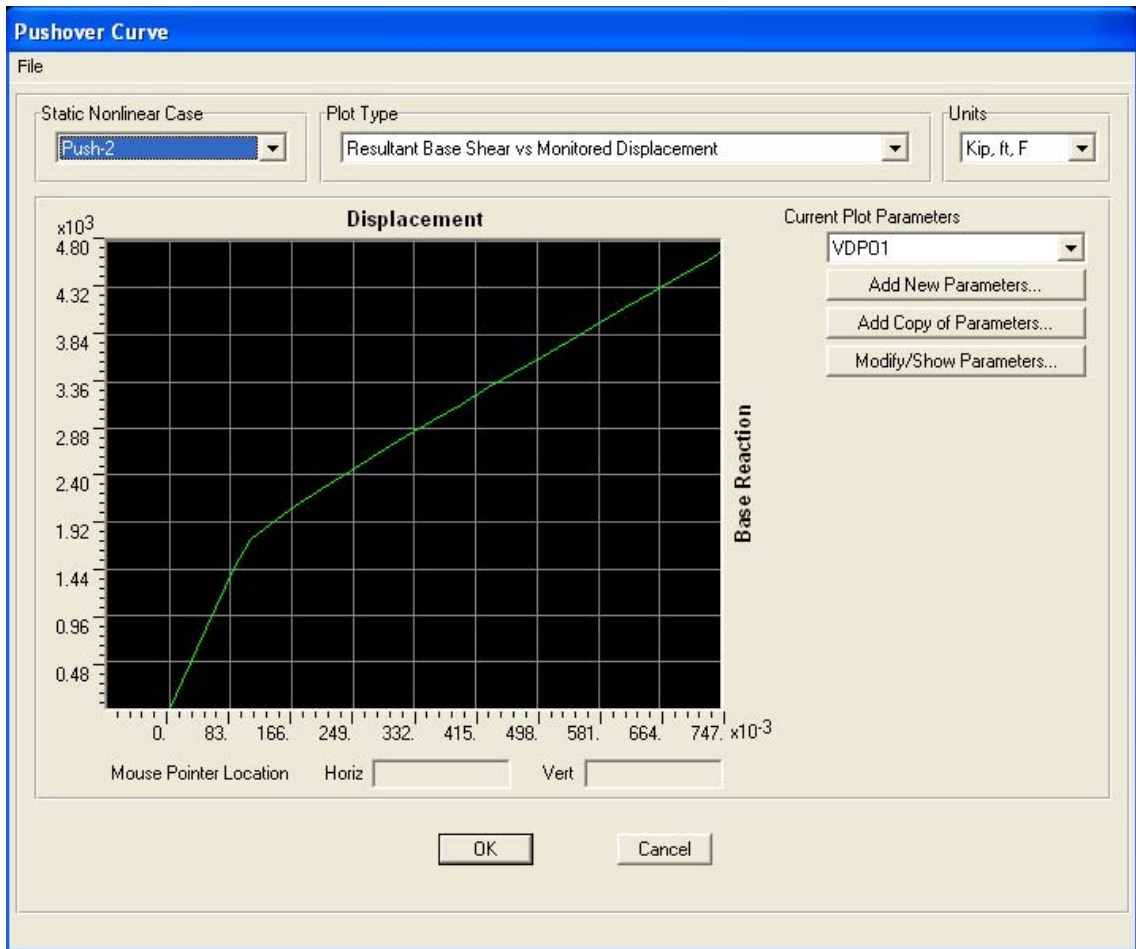 Pushover Curve
File
Static Nonlinear Case
Push-2
Plot Type
Resultant Base Shear vs Monitored Displacement
Units
Kip, ft, F
x10³
Displacement
4.80
4.32
3.84
3.36
2.88
2.40
1.92
1.44
0.96
0.48
0. 83. 166. 249. 332. 415. 498. 581. 664. 747. x10⁻³
Base Reaction
Current Plot Parameters
VDPO1
Add New Parameters...
Add Copy of Parameters...
Modify/Show Parameters...
Mouse Pointer Location Horiz Vert
OK Cancel